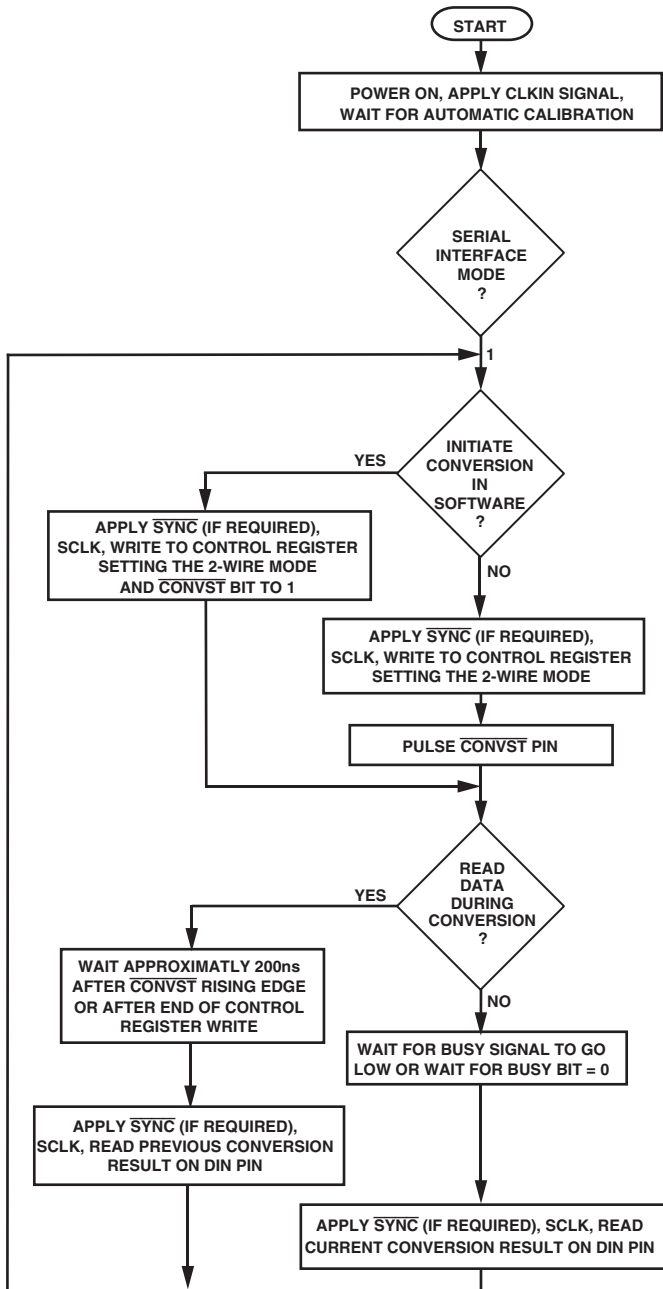 START
POWER ON, APPLY CLKIN SIGNAL,
WAIT FOR AUTOMATIC CALIBRATION
SERIAL
INTERFACE
MODE
?
1
INITIATE
CONVERSION
IN
SOFTWARE
?
YES
APPLY SYNC (IF REQUIRED),
SCLK, WRITE TO CONTROL REGISTER
SETTING THE 2-WIRE MODE
AND CONVST BIT TO 1
NO
APPLY SYNC (IF REQUIRED),
SCLK, WRITE TO CONTROL REGISTER
SETTING THE 2-WIRE MODE
PULSE CONVST PIN
READ
DATA
DURING
CONVERSION
?
YES
WAIT APPROXIMATLY 200ns
AFTER CONVST RISING EDGE
OR AFTER END OF CONTROL
REGISTER WRITE
NO
WAIT FOR BUSY SIGNAL TO GO
LOW OR WAIT FOR BUSY BIT = 0
APPLY SYNC (IF REQUIRED),
SCLK, READ PREVIOUS CONVERSION
RESULT ON DIN PIN
APPLY SYNC (IF REQUIRED), SCLK, READ
CURRENT CONVERSION RESULT ON DIN PIN